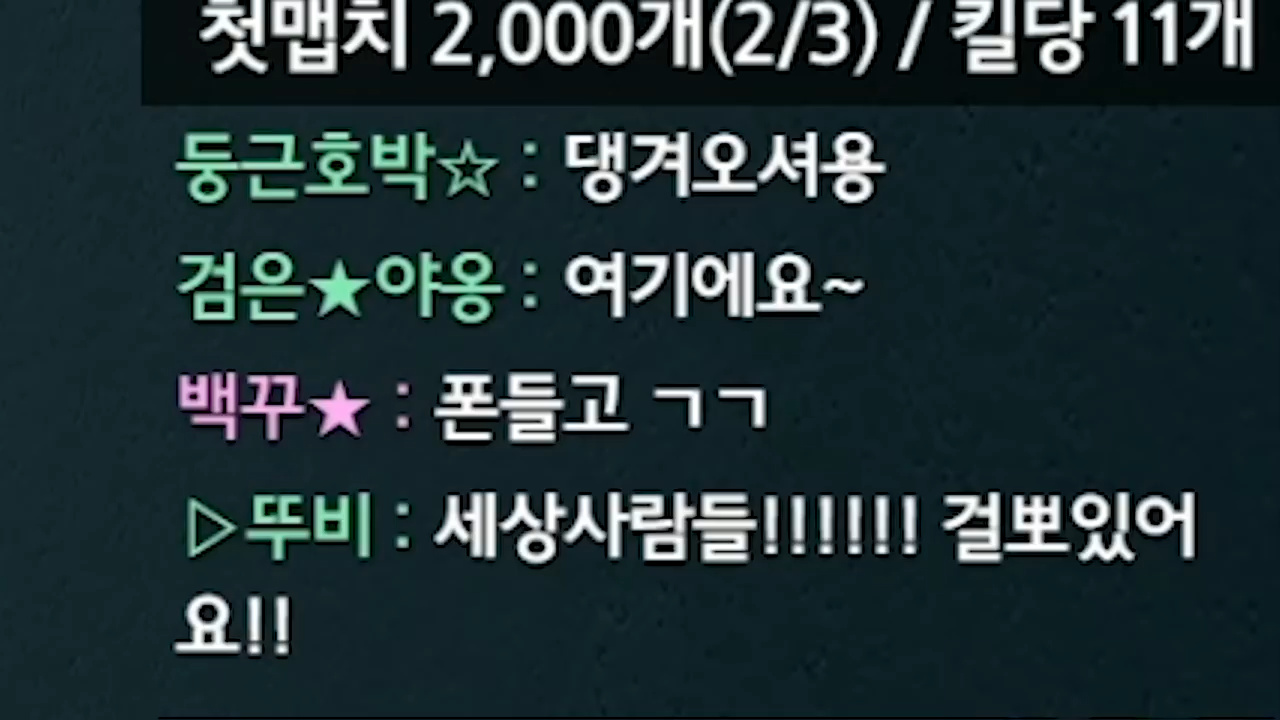 첫맵치 2,000개(2/3) / 킬당 11개
둥근호박☆ : 댕겨오셔용
검은★야옹 : 여기에요~
백꾸★ : 폰들고 ㄱㄱ
▷뚜비 : 세상사람들!!!!!! 걸뽀있어
요!!